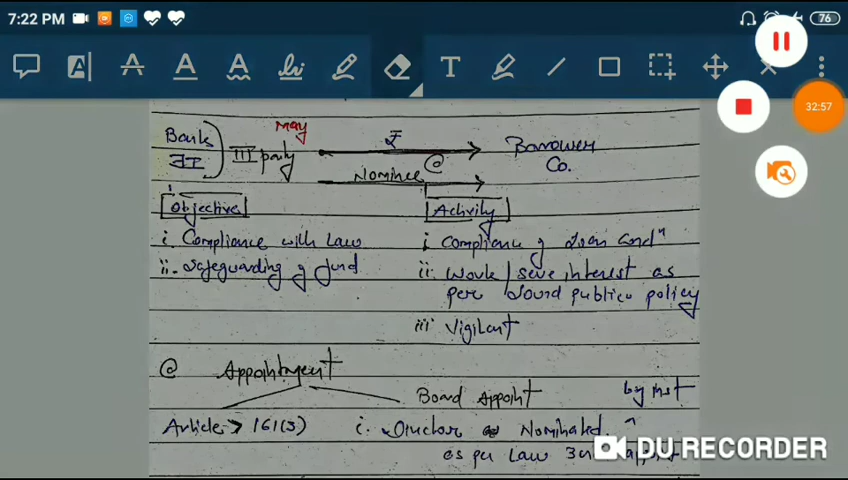 7:22 PM
76
T
32:57
May
Bank
FI
III party
₹
@
Borrower
Co.
Nominee
Objective
Activity
i. Compliance with Law
i. Compliance of Loan Condn
ii. Safeguarding of fund
ii. Work / serve interest as
per sound public policy
iii. Vigilant
@ Appointment
Board Appoint
by inst
Article → 161(3)
i. Director Nominated
as per Law
DU RECORDER